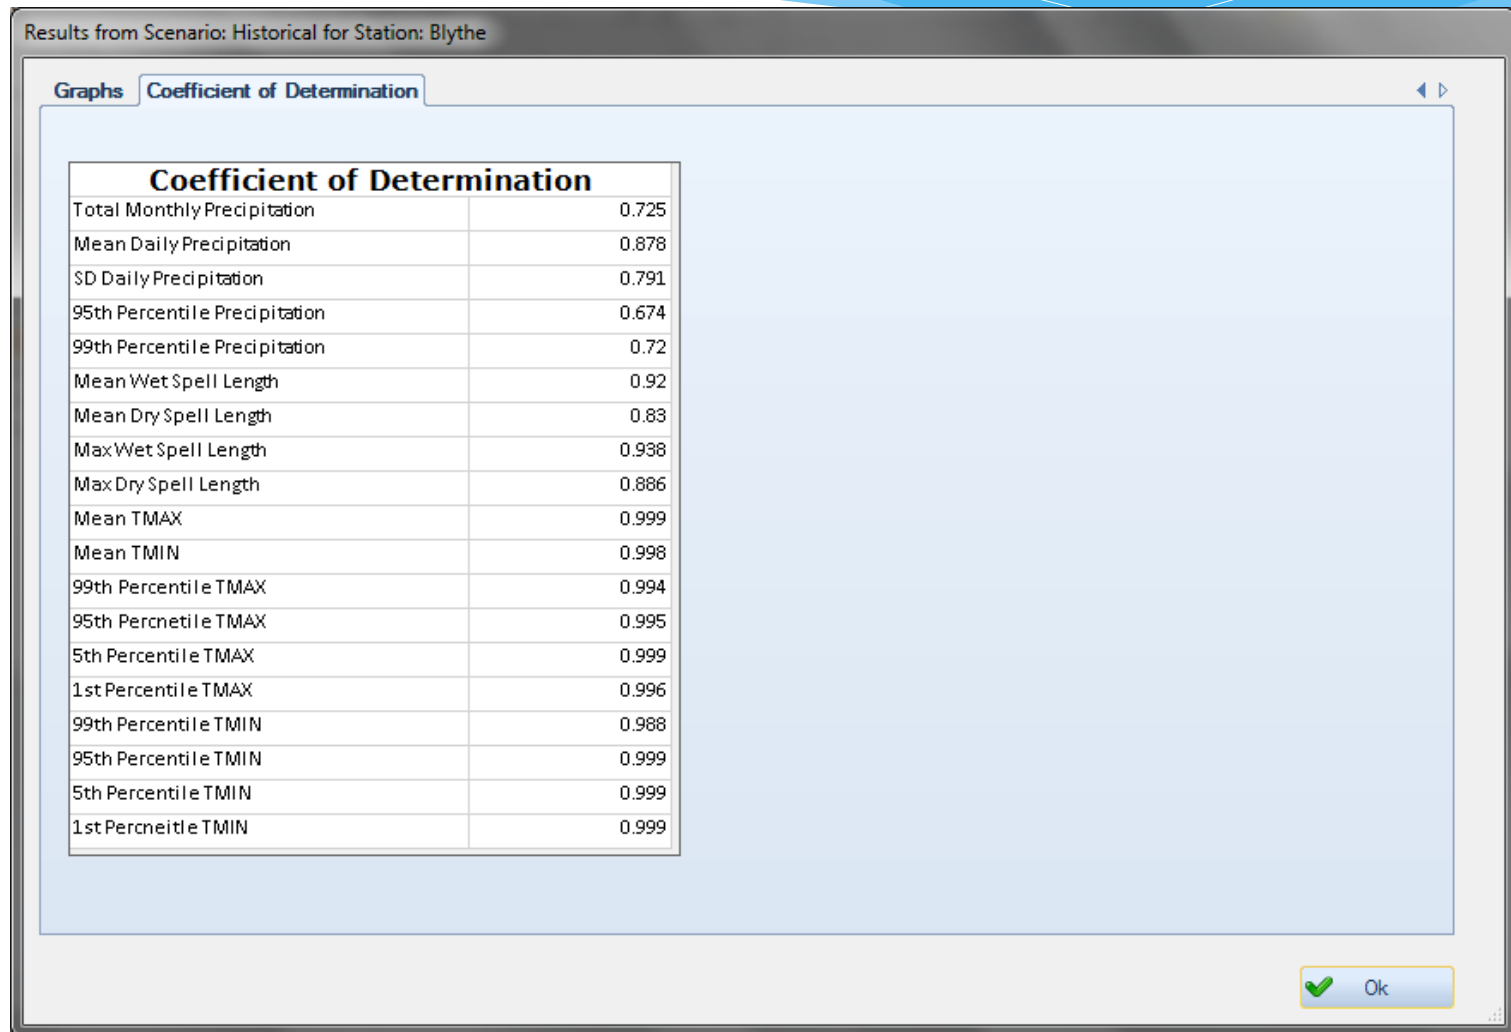 Results from Scenario: Historical for Station: Blythe
Graphs Coefficient of Determination
Coefficient of Determination
Total Monthly Precipitation 0.725
Mean Daily Precipitation 0.878
SD Daily Precipitation 0.791
95th Percentile Precipitation 0.674
99th Percentile Precipitation 0.72
Mean Wet Spell Length 0.92
Mean Dry Spell Length 0.83
Max Wet Spell Length 0.938
Max Dry Spell Length 0.886
Mean TMAX 0.999
Mean TMIN 0.998
99th Percentile TMAX 0.994
95th Percnetile TMAX 0.995
5th Percentile TMAX 0.999
1st Percentile TMAX 0.996
99th Percentile TMIN 0.988
95th Percentile TMIN 0.999
5th Percentile TMIN 0.999
1st Percneitle TMIN 0.999
Ok